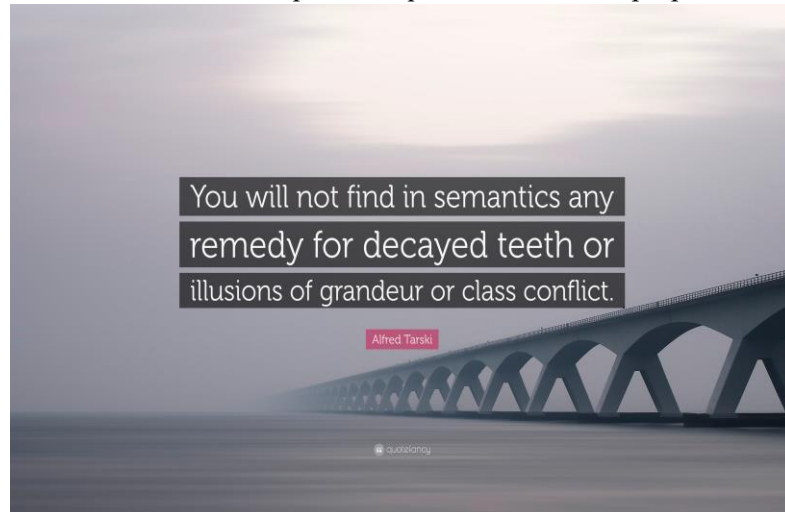 You will not find in semantics any
remedy for decayed teeth or
illusions of grandeur or class conflict.
Alfred Tarski
quotefancy